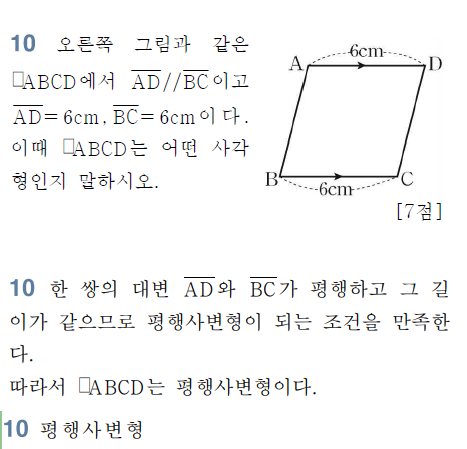 10 오른쪽 그림과 같은
□ABCD에서 AD//BC이고
AD=6cm, BC=6cm이다.
이때 □ABCD는 어떤 사각
형인지 말하시오.
[7점]
6cm
A
D
B
C
6cm
10 한 쌍의 대변 AD와 BC가 평행하고 그 길
이가 같으므로 평행사변형이 되는 조건을 만족한
다.
따라서 □ABCD는 평행사변형이다.
10 평행사변형